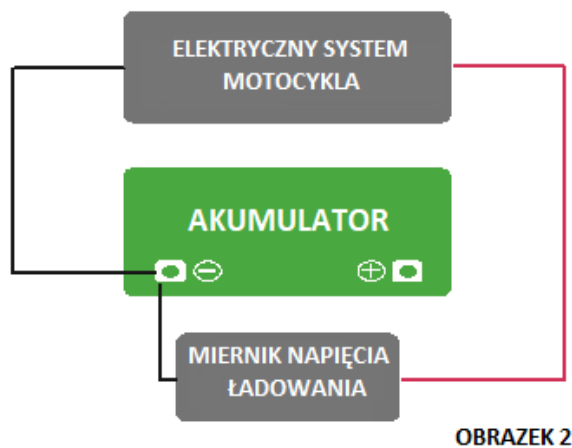 ELEKTRYCZNY SYSTEM
MOTOCYKLA
AKUMULATOR
⊖ ⊕
MIERNIK NAPIĘCIA
ŁADOWANIA
OBRAZEK 2